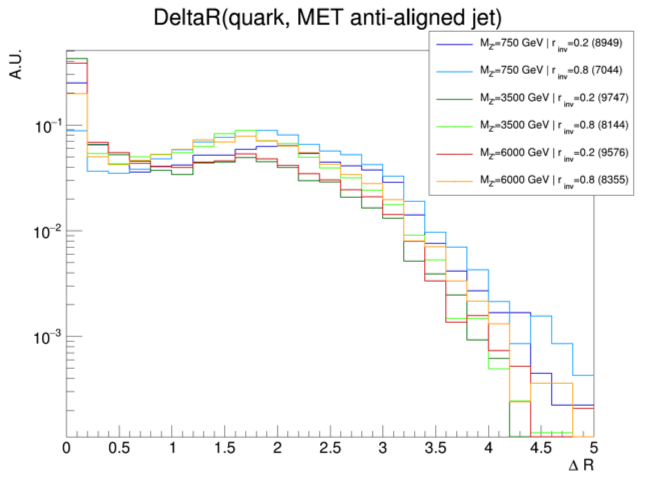 DeltaR(quark, MET anti-aligned jet)
A.U.
M_Z=750 GeV | r_inv=0.2 (8949)
M_Z=750 GeV | r_inv=0.8 (7044)
M_Z=3500 GeV | r_inv=0.2 (9747)
M_Z=3500 GeV | r_inv=0.8 (8144)
M_Z=6000 GeV | r_inv=0.2 (9576)
M_Z=6000 GeV | r_inv=0.8 (8355)
10⁻¹
10⁻²
10⁻³
0 0.5 1 1.5 2 2.5 3 3.5 4 4.5 5
Δ R